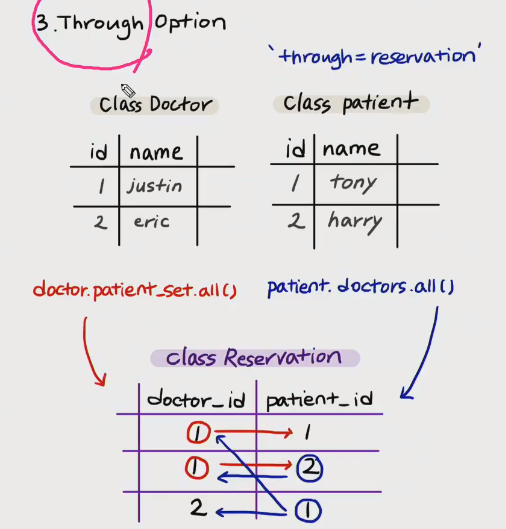 3. Through Option
`through=reservation'
class Doctor
class patient
id name
1 justin
2 eric
id name
1 tony
2 harry
doctor.patient_set.all()
patient.doctors.all()
class Reservation
doctor_id patient_id
1 1
1 2
2 1